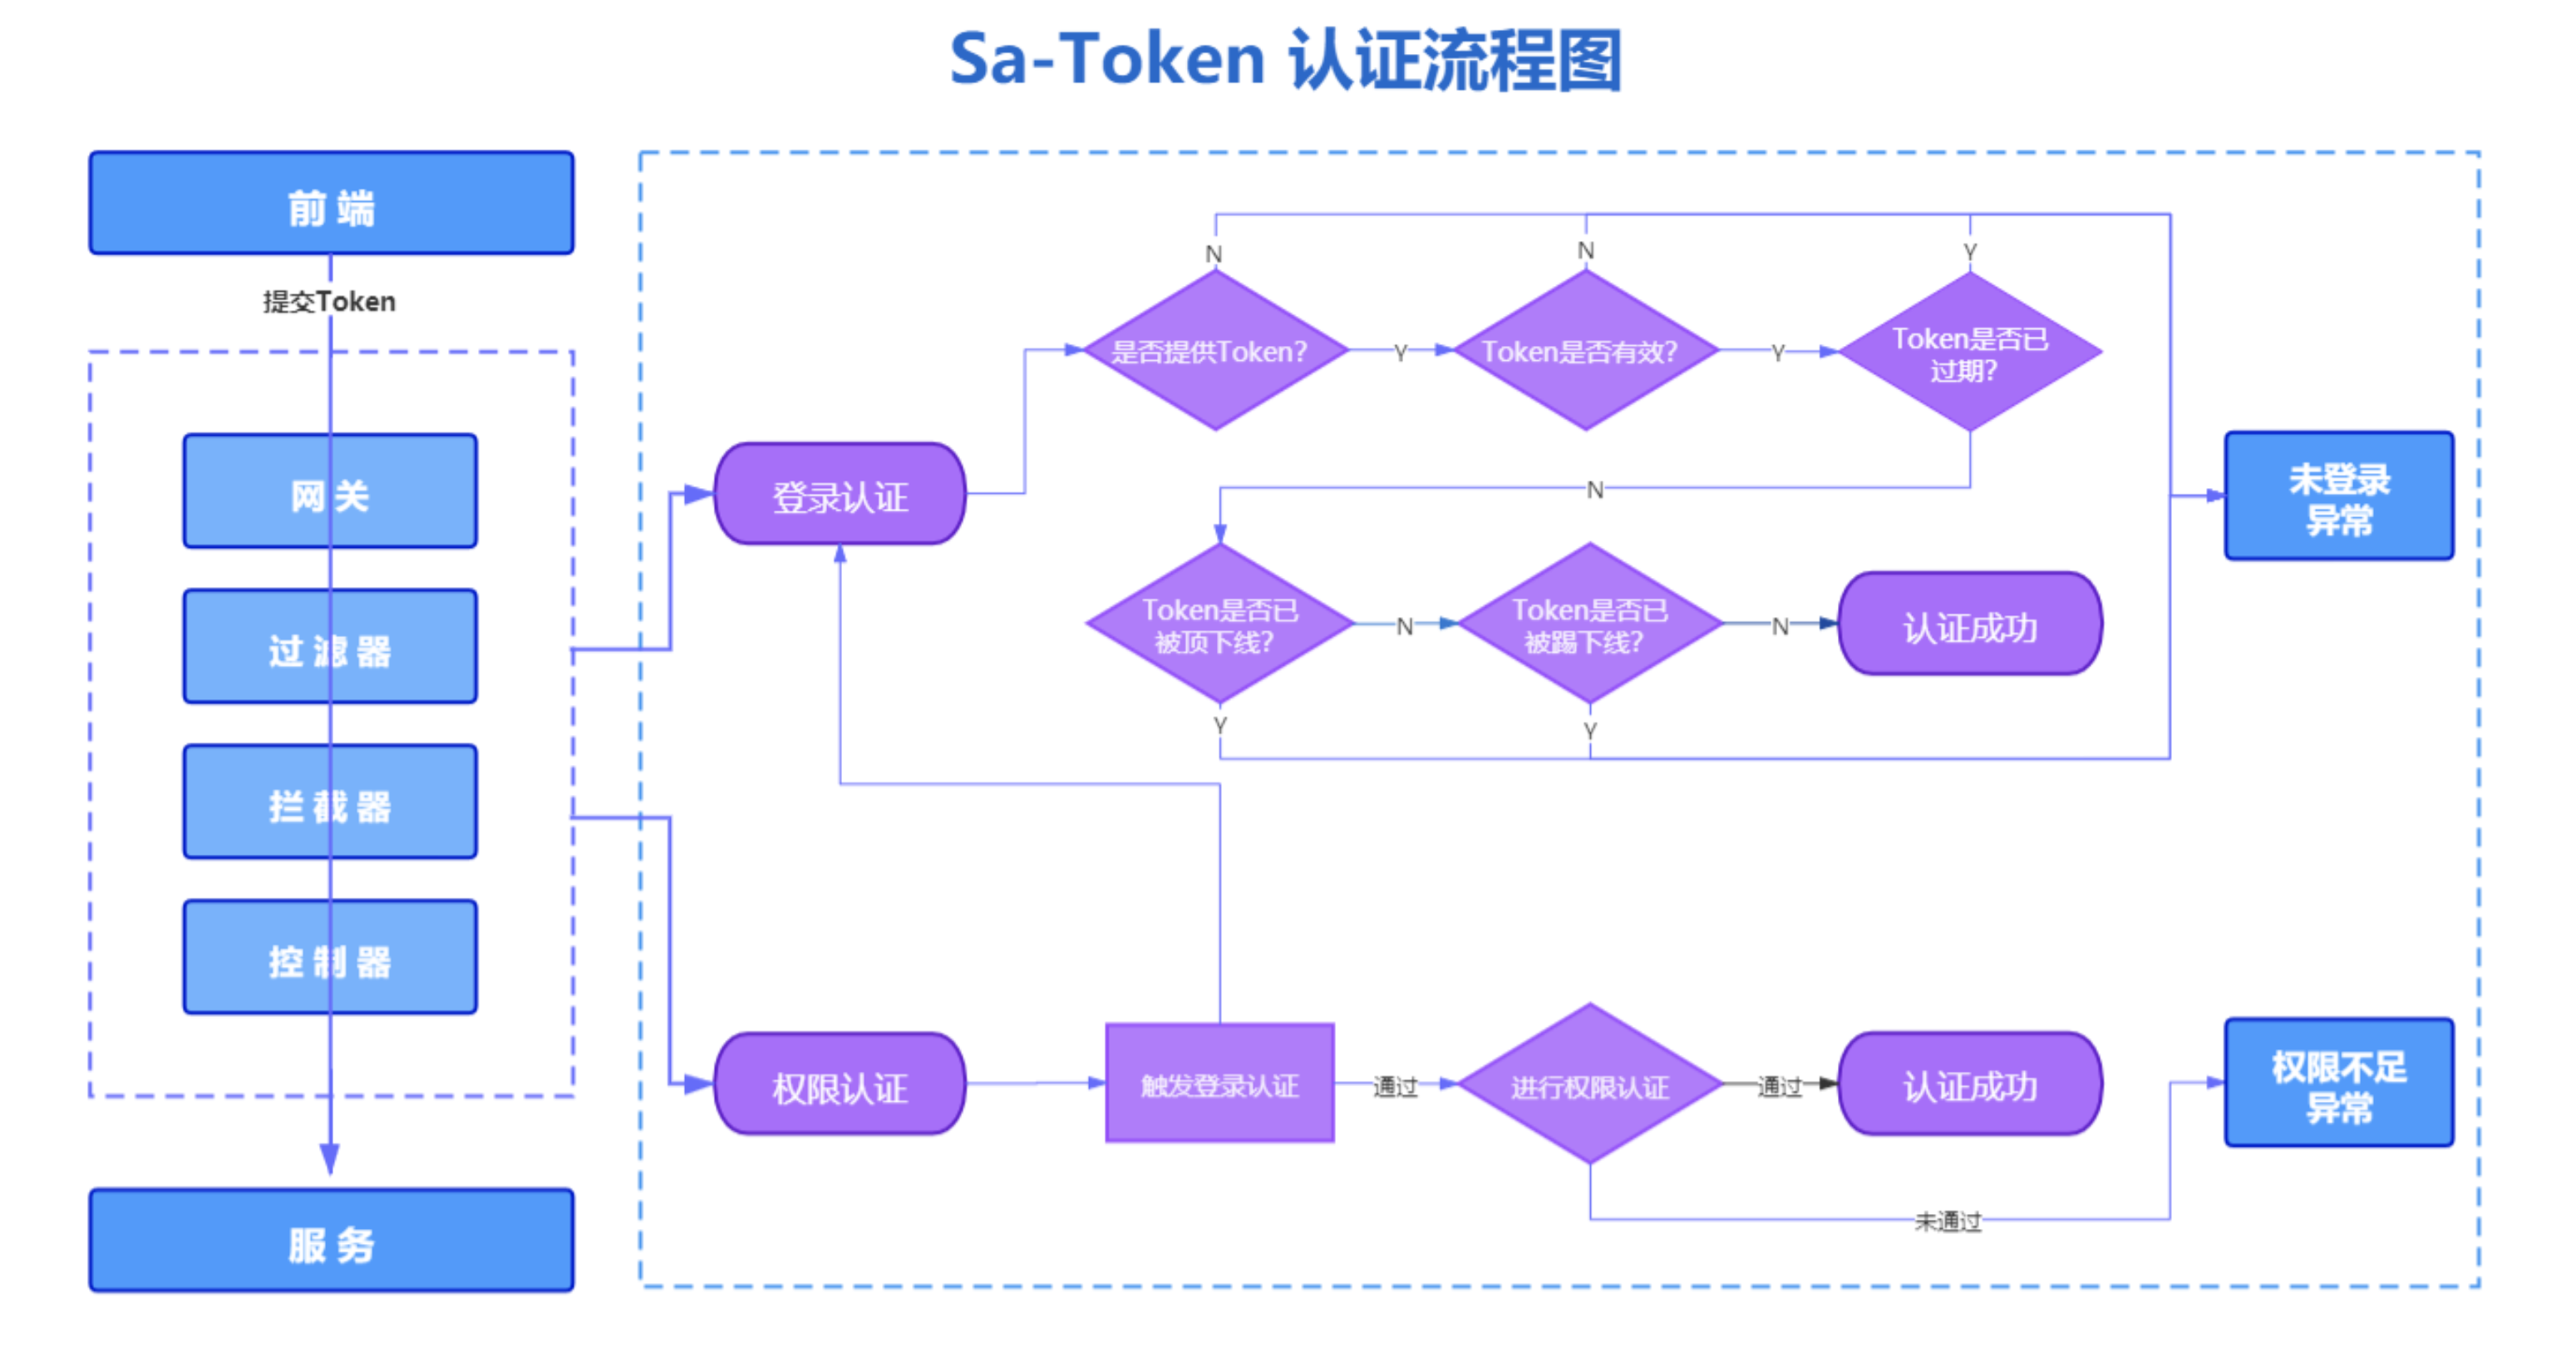 Sa-Token 认证流程图
前 端
提交Token
网 关
过 滤 器
拦 截 器
控 制 器
服 务
登录认证
N
N
Y
是否提供Token?
Y
Token是否有效?
Y
Token是否已
过期?
N
未登录
异常
Token是否已
被顶下线?
N
Token是否已
被踢下线?
N
认证成功
Y
Y
权限认证
触发登录认证
通过
进行权限认证
通过
认证成功
权限不足
异常
未通过